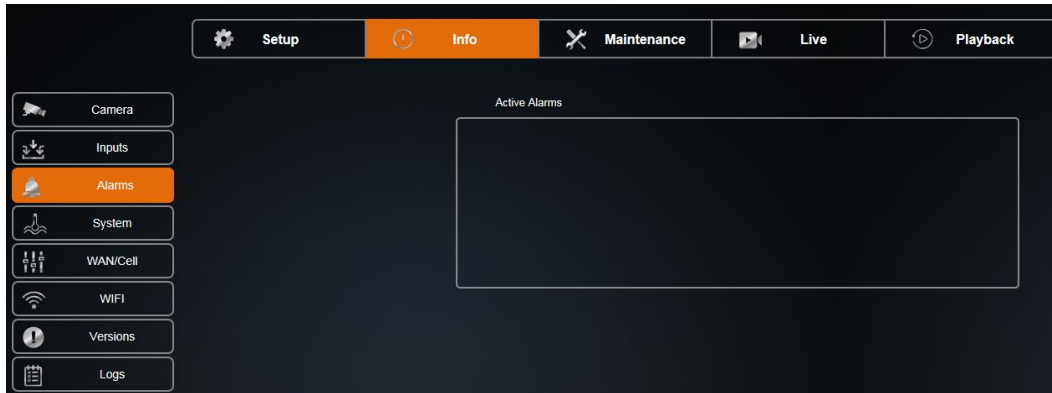 Setup
Info
Maintenance
Live
Playback
Active Alarms
Camera
Inputs
Alarms
System
WAN/Cell
WIFI
Versions
Logs